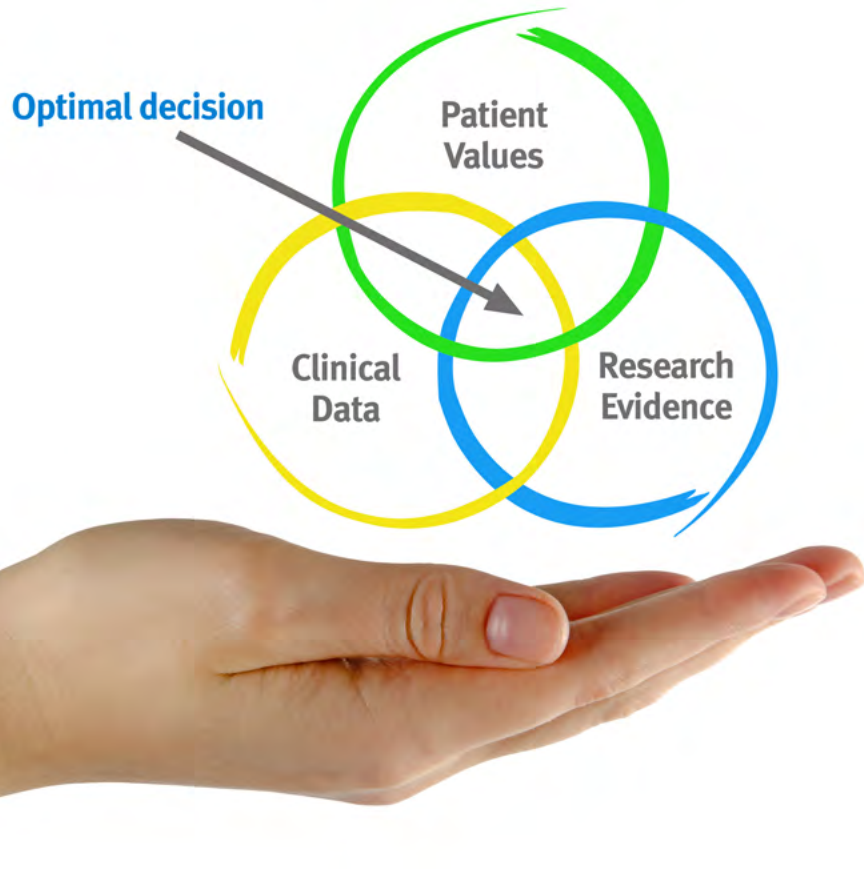 Optimal decision
Patient
Values
Clinical
Data
Research
Evidence